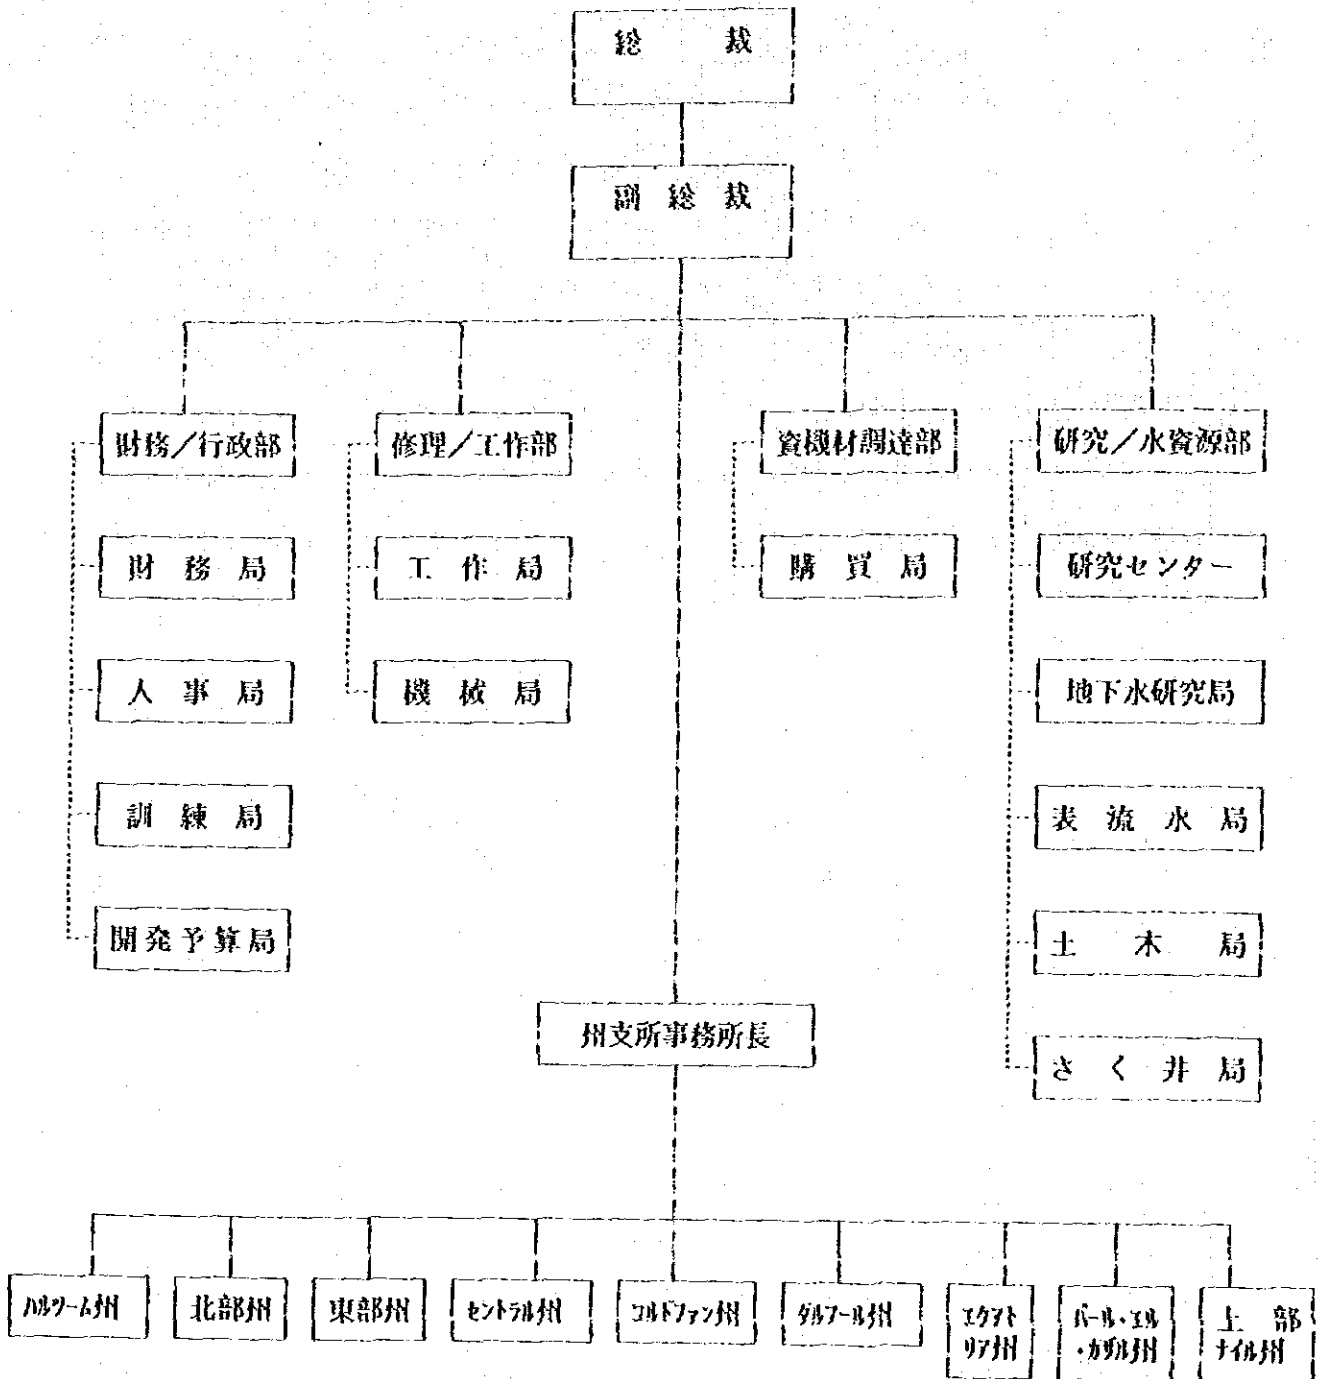 総裁
副総裁
財務／行政部
修理／工作部
資機材調達部
研究／水資源部
財務局
工作局
購買局
研究センター
人事局
機械局
地下水研究局
訓練局
表流水局
開発予算局
土木局
州支所事務所長
さく井局
ハルツーム州
北部州
東部州
セントラル州
コルドファン州
ダルフール州
エクアト
リア州
バール・エル
・カザル州
上部
ナイル州